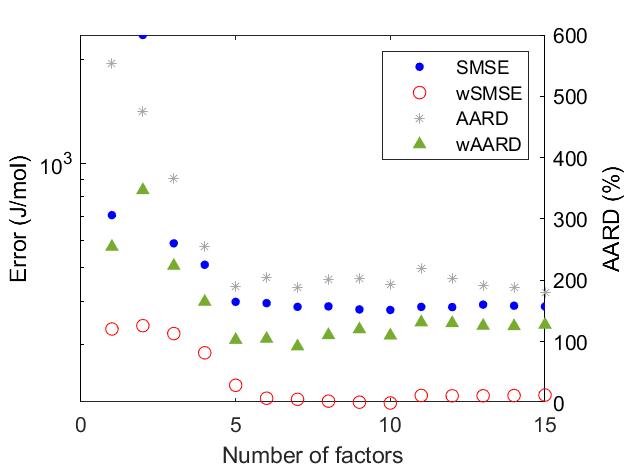 SMSE
wSMSE
AARD
wAARD
Error (J/mol)
10³
AARD (%)
600
500
400
300
200
100
0
0
5
10
15
Number of factors